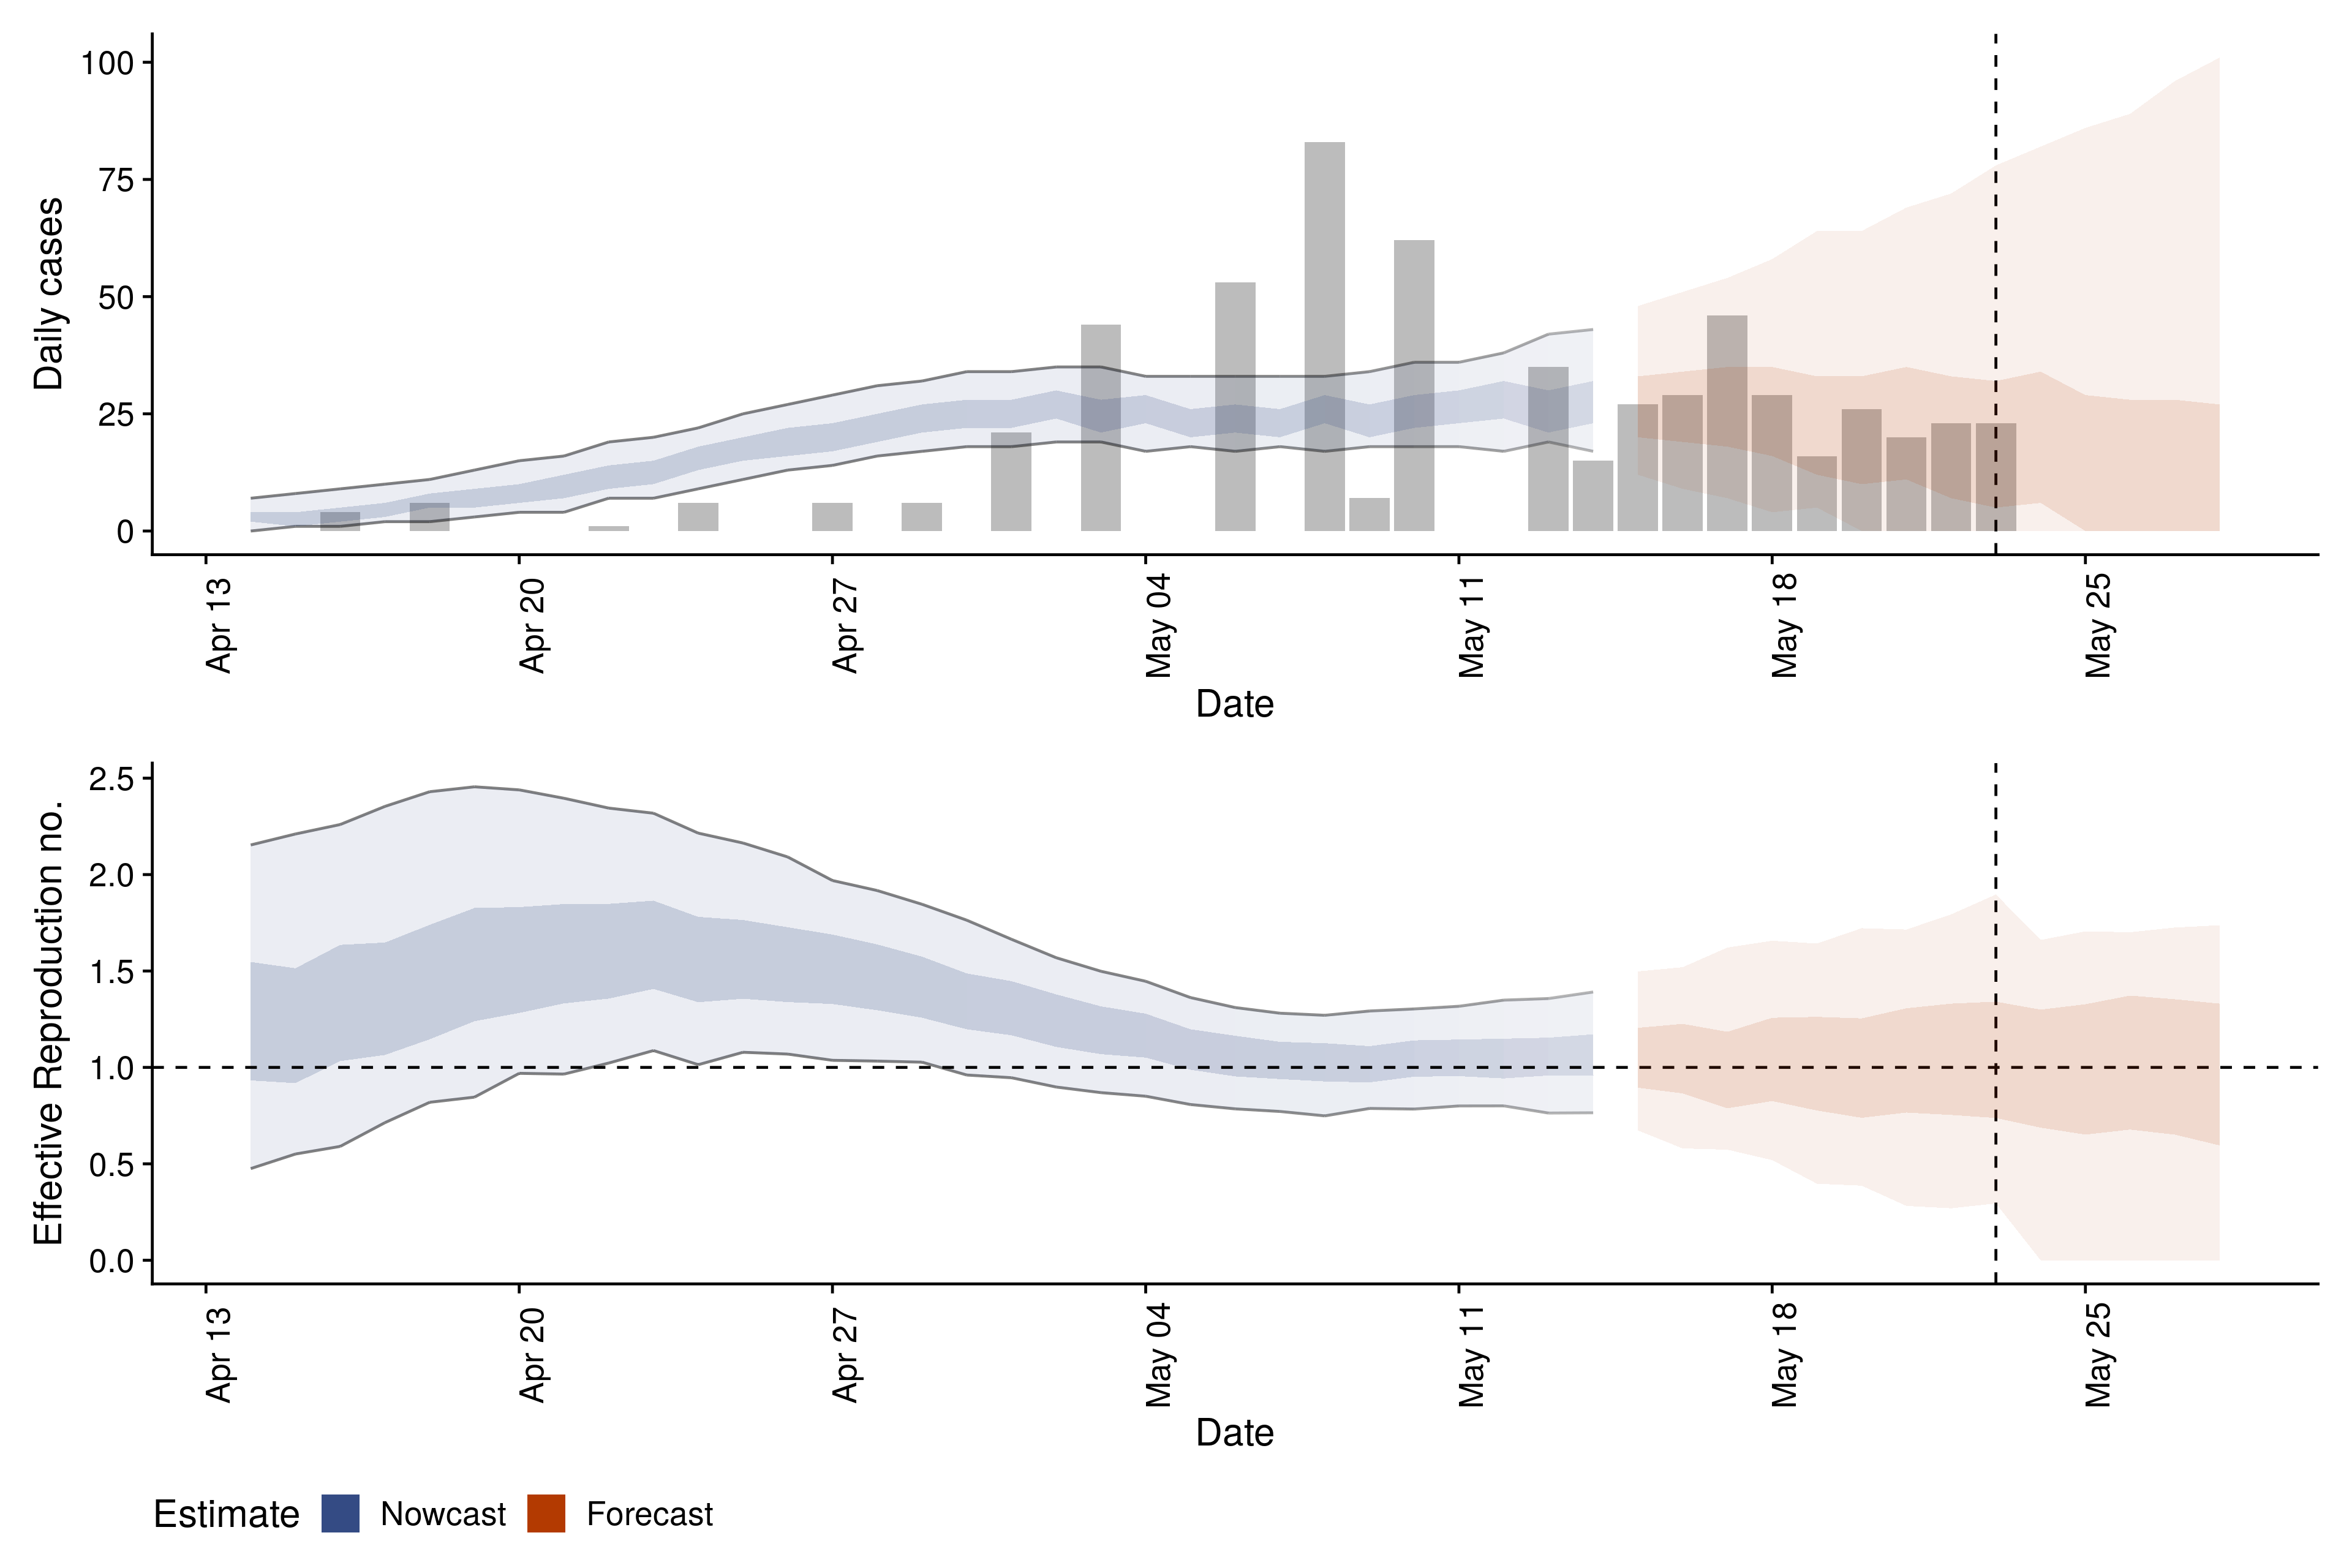 Daily cases
100
75
50
25
0
Apr 13
Apr 20
Apr 27
May 04
May 11
May 18
May 25
Date
Effective Reproduction no.
2.5
2.0
1.5
1.0
0.5
0.0
Apr 13
Apr 20
Apr 27
May 04
May 11
May 18
May 25
Date
Estimate Nowcast Forecast